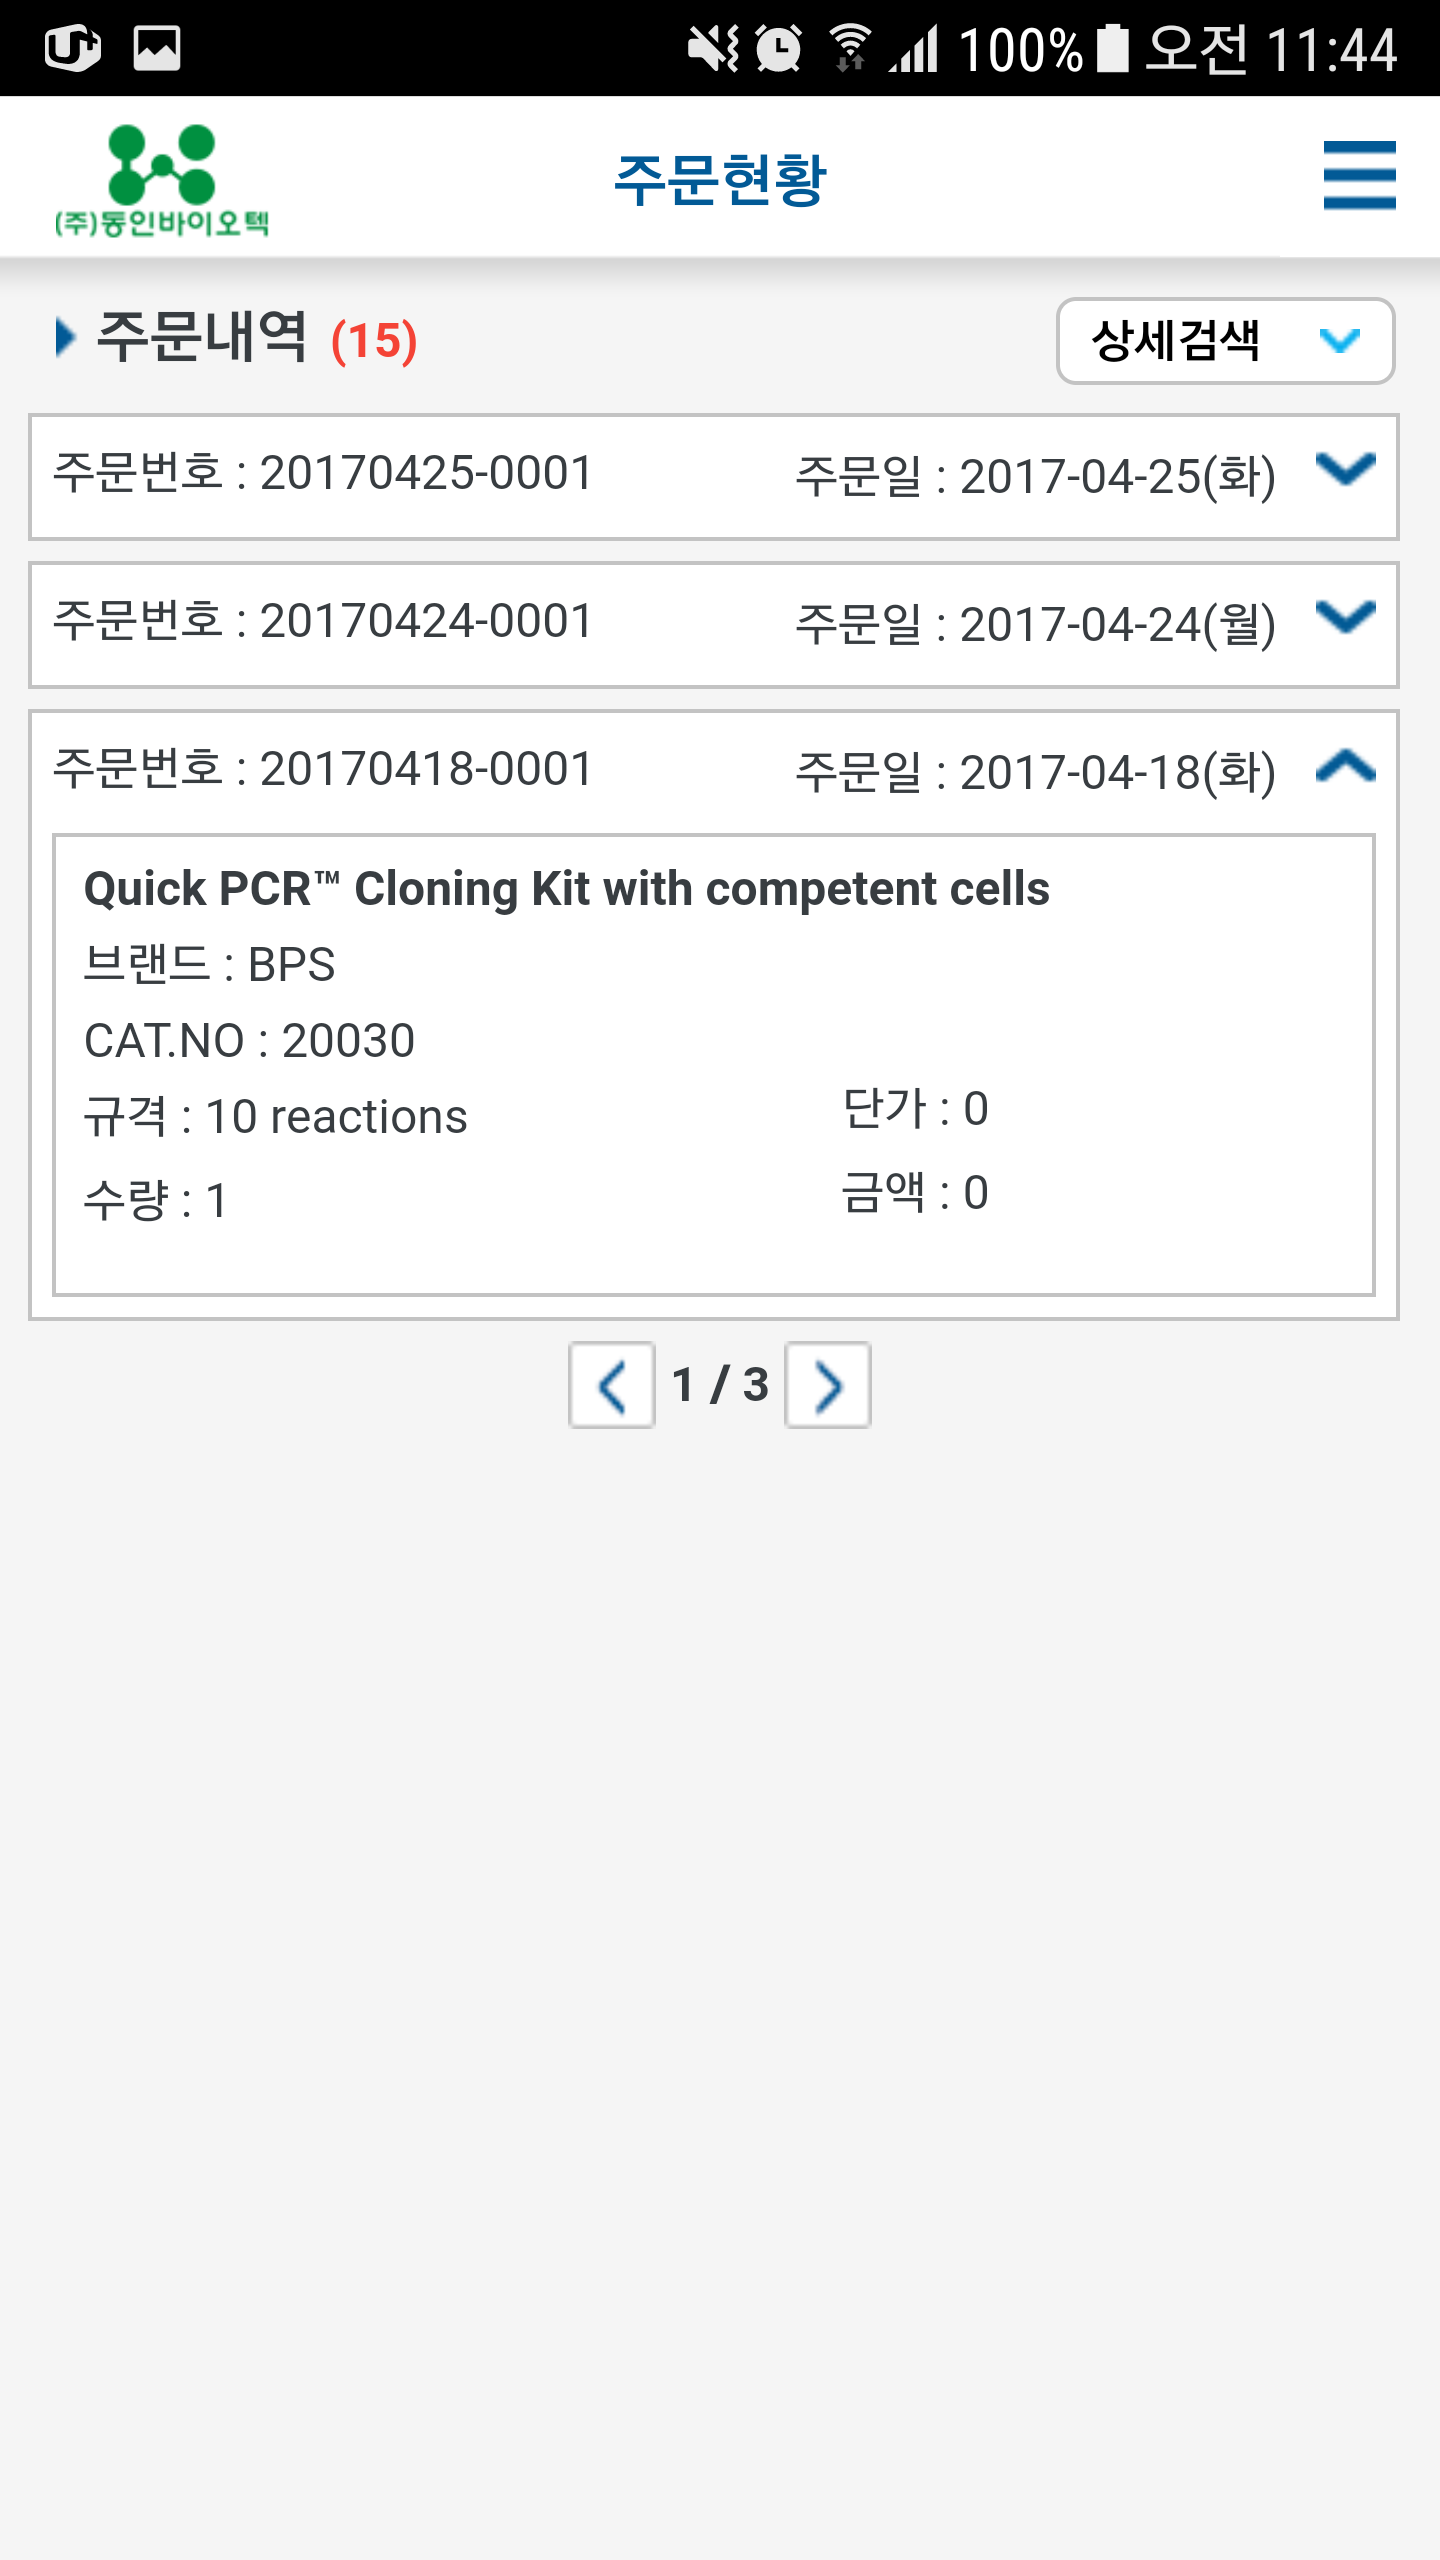 U+ 100% 오전 11:44
(주)동인바이오텍
주문현황
주문내역 (15)
상세검색
주문번호 : 20170425-0001 주문일 : 2017-04-25(화)
주문번호 : 20170424-0001 주문일 : 2017-04-24(월)
주문번호 : 20170418-0001 주문일 : 2017-04-18(화)
Quick PCR™ Cloning Kit with competent cells
브랜드 : BPS
CAT.NO : 20030
규격 : 10 reactions 단가 : 0
수량 : 1 금액 : 0
1 / 3